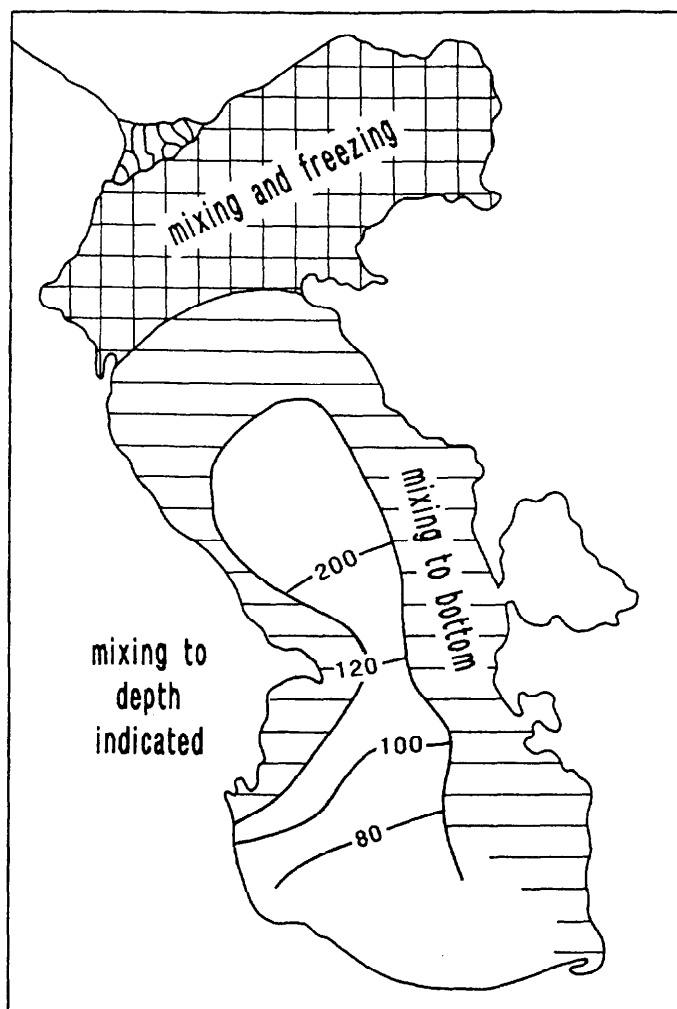 mixing and freezing
200
mixing to bottom
120
mixing to
depth
indicated
100
80